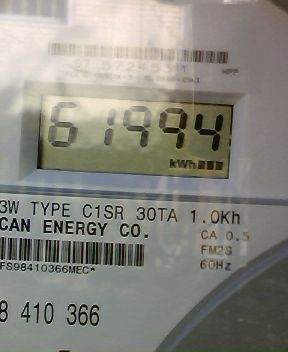 61994
kWh
3W TYPE C1SR 30TA 1.0Kh
CAN ENERGY CO.
CA 0.5
FM2S
60Hz
FS98410366MEC*
8 410 366